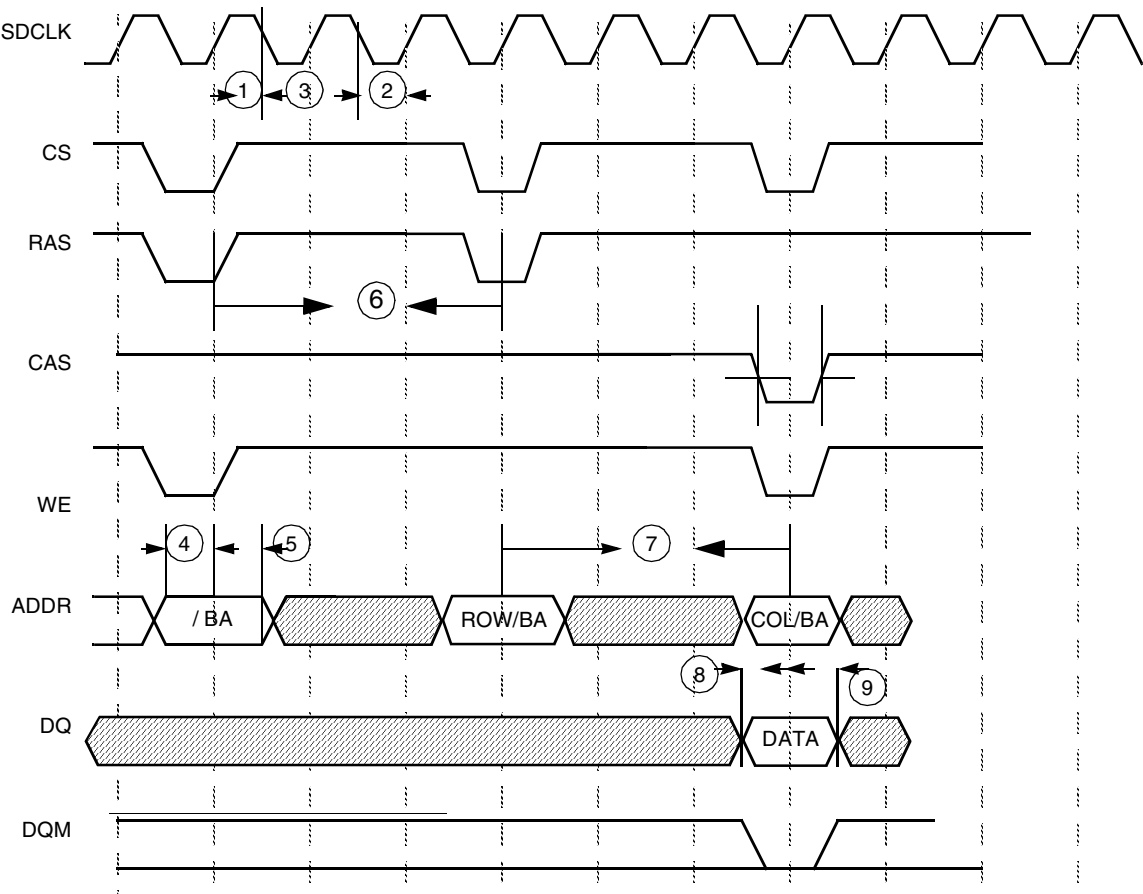 SDCLK
1 3 2
CS
RAS
6
CAS
WE
4 5 7
ADDR / BA ROW/BA COL/BA
8 9
DQ DATA
DQM